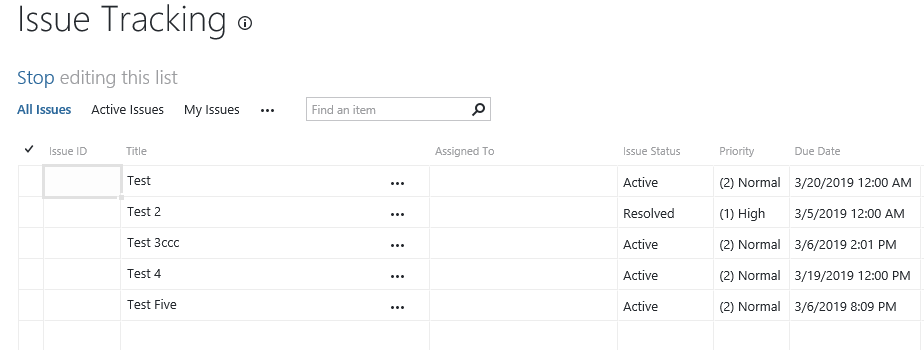 Issue Tracking
Stop editing this list
All Issues Active Issues My Issues ••• Find an item
Issue ID Title Assigned To Issue Status Priority Due Date
Test ••• Active (2) Normal 3/20/2019 12:00 AM
Test 2 ••• Resolved (1) High 3/5/2019 12:00 AM
Test 3ccc ••• Active (2) Normal 3/6/2019 2:01 PM
Test 4 ••• Active (2) Normal 3/19/2019 12:00 PM
Test Five ••• Active (2) Normal 3/6/2019 8:09 PM